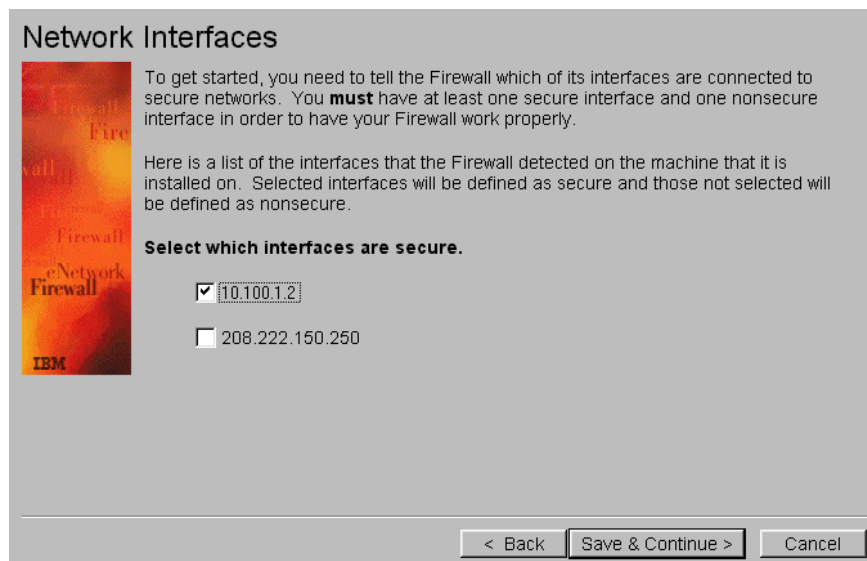 Network Interfaces
To get started, you need to tell the Firewall which of its interfaces are connected to
secure networks. You must have at least one secure interface and one nonsecure
interface in order to have your Firewall work properly.
Here is a list of the interfaces that the Firewall detected on the machine that it is
installed on. Selected interfaces will be defined as secure and those not selected will
be defined as nonsecure.
Select which interfaces are secure.
10.100.1.2
208.222.150.250
Firewall
Fire
wall
Firewall
eNetwork
Firewall
IBM
< Back
Save & Continue >
Cancel